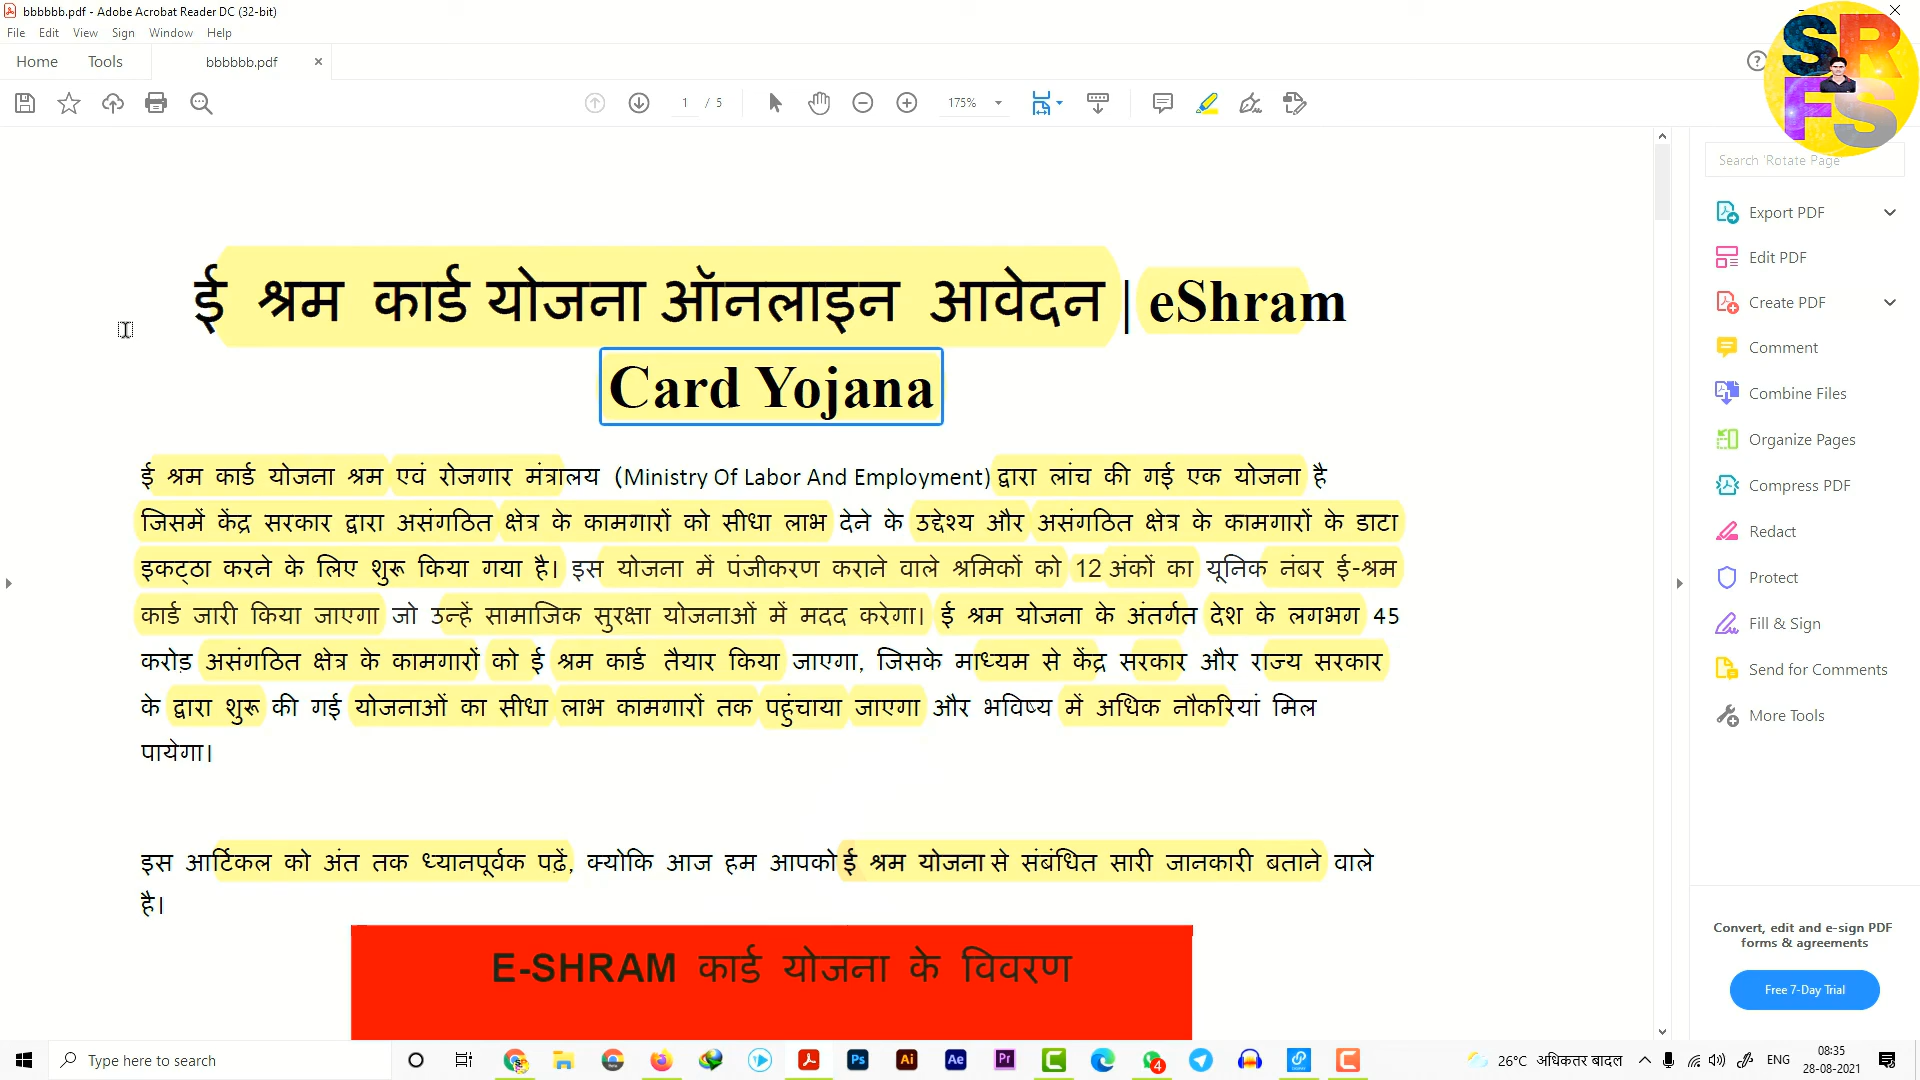 bbbbbb.pdf - Adobe Acrobat Reader DC (32-bit)
File Edit View Sign Window Help
Home Tools bbbbbb.pdf
1 / 5 175%
SR
FS
Search 'Rotate Page
ई श्रम कार्ड योजना ऑनलाइन आवेदन | eShram
Card Yojana
ई श्रम कार्ड योजना श्रम एवं रोजगार मंत्रालय (Ministry Of Labor And Employment) द्वारा लांच की गई एक योजना है
जिसमें केंद्र सरकार द्वारा असंगठित क्षेत्र के कामगारों को सीधा लाभ देने के उद्देश्य और असंगठित क्षेत्र के कामगारों के डाटा
इकट्ठा करने के लिए शुरू किया गया है। इस योजना में पंजीकरण कराने वाले श्रमिकों को 12 अंकों का यूनिक नंबर ई-श्रम
कार्ड जारी किया जाएगा जो उन्हें सामाजिक सुरक्षा योजनाओं में मदद करेगा। ई श्रम योजना के अंतर्गत देश के लगभग 45
करोड़ असंगठित क्षेत्र के कामगारों को ई श्रम कार्ड तैयार किया जाएगा, जिसके माध्यम से केंद्र सरकार और राज्य सरकार
के द्वारा शुरू की गई योजनाओं का सीधा लाभ कामगारों तक पहुंचाया जाएगा और भविष्य में अधिक नौकरियां मिल
पायेगा।
इस आर्टिकल को अंत तक ध्यानपूर्वक पढ़ें, क्योकि आज हम आपको ई श्रम योजना से संबंधित सारी जानकारी बताने वाले
है।
E-SHRAM कार्ड योजना के विवरण
Export PDF
Edit PDF
Create PDF
Comment
Combine Files
Organize Pages
Compress PDF
Redact
Protect
Fill & Sign
Send for Comments
More Tools
Convert, edit and e-sign PDF
forms & agreements
Free 7-Day Trial
Type here to search
Ps Ai Ae Pr 4
26°C अधिकतर बादल ENG 08:35
28-08-2021